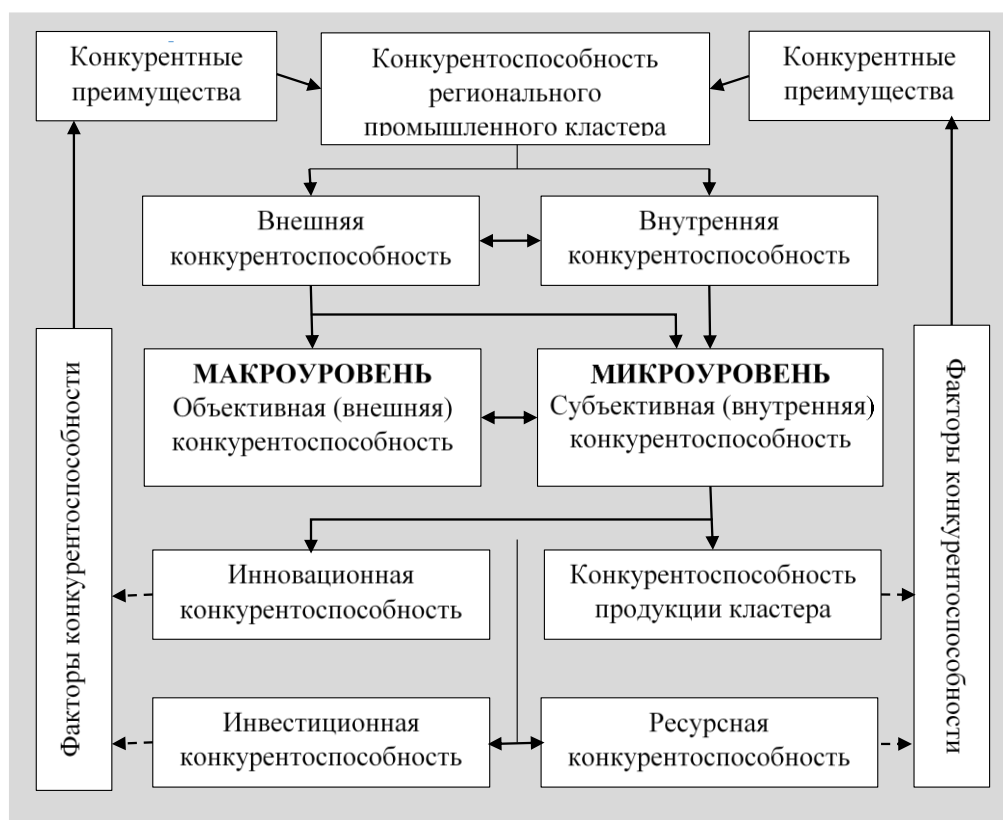 Конкурентные
преимущества
Конкурентоспособность
регионального
промышленного кластера
Конкурентные
преимущества
Внешняя
конкурентоспособность
Внутренняя
конкурентоспособность
МАКРОУРОВЕНЬ
Объективная (внешняя)
конкурентоспособность
МИКРОУРОВЕНЬ
Субъективная (внутренняя)
конкурентоспособность
Факторы конкурентоспособности
Факторы конкурентоспособности
Инновационная
конкурентоспособность
Конкурентоспособность
продукции кластера
Инвестиционная
конкурентоспособность
Ресурсная
конкурентоспособность